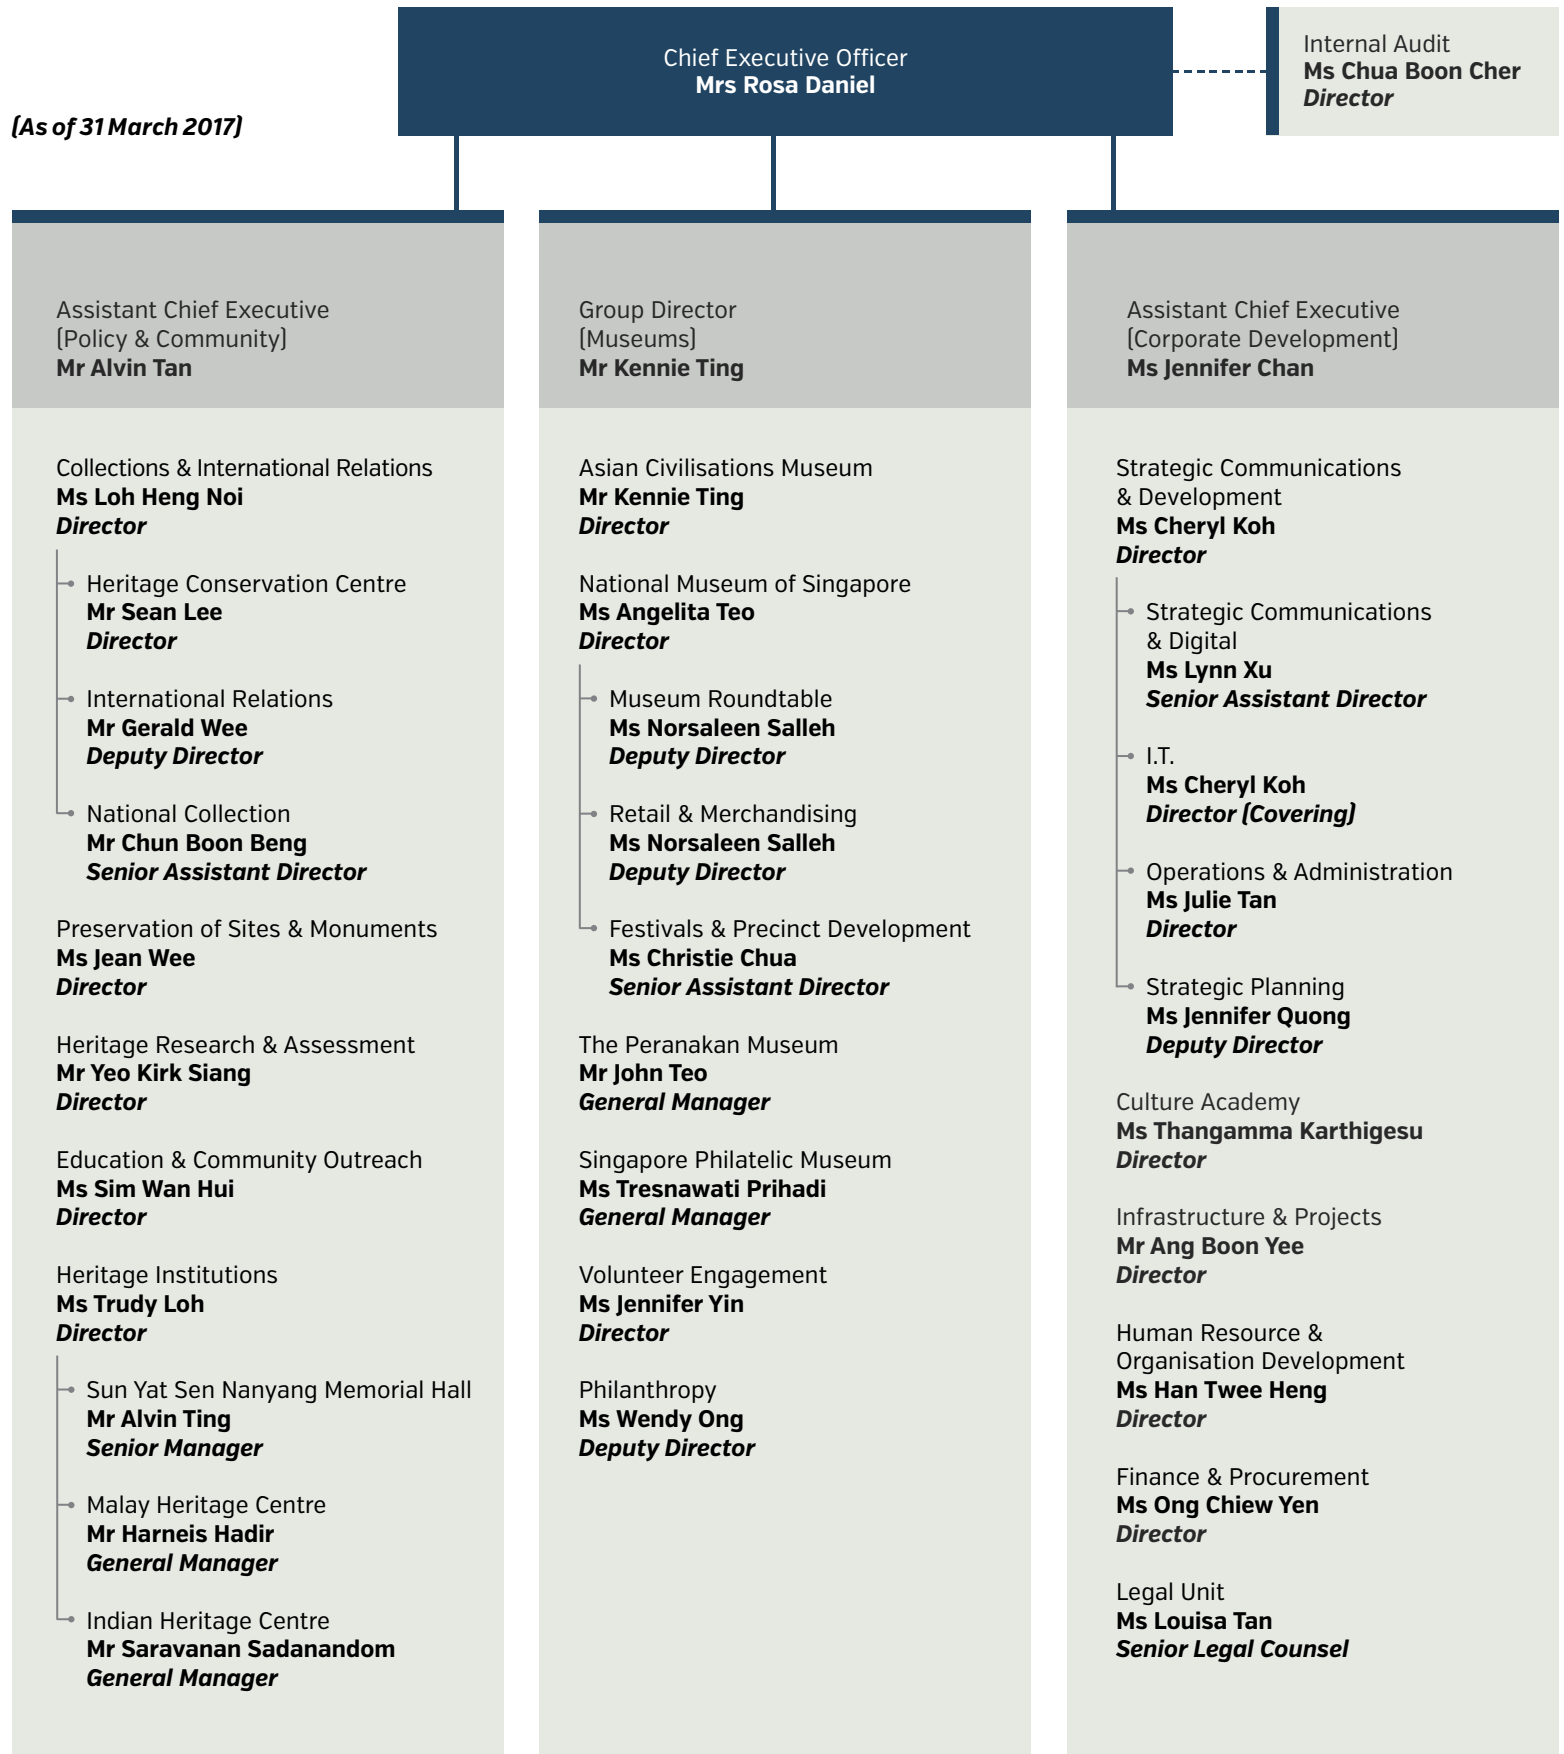 Chief Executive Officer
Mrs Rosa Daniel
Internal Audit
Ms Chua Boon Cher
Director
(As of 31 March 2017)
Assistant Chief Executive
(Policy & Community)
Mr Alvin Tan
Collections & International Relations
Ms Loh Heng Noi
Director
Heritage Conservation Centre
Mr Sean Lee
Director
International Relations
Mr Gerald Wee
Deputy Director
National Collection
Mr Chun Boon Beng
Senior Assistant Director
Preservation of Sites & Monuments
Ms Jean Wee
Director
Heritage Research & Assessment
Mr Yeo Kirk Siang
Director
Education & Community Outreach
Ms Sim Wan Hui
Director
Heritage Institutions
Ms Trudy Loh
Director
Sun Yat Sen Nanyang Memorial Hall
Mr Alvin Ting
Senior Manager
Malay Heritage Centre
Mr Harneis Hadir
General Manager
Indian Heritage Centre
Mr Saravanan Sadanandom
General Manager
Group Director
(Museums)
Mr Kennie Ting
Asian Civilisations Museum
Mr Kennie Ting
Director
National Museum of Singapore
Ms Angelita Teo
Director
Museum Roundtable
Ms Norsaleen Salleh
Deputy Director
Retail & Merchandising
Ms Norsaleen Salleh
Deputy Director
Festivals & Precinct Development
Ms Christie Chua
Senior Assistant Director
The Peranakan Museum
Mr John Teo
General Manager
Singapore Philatelic Museum
Ms Tresnawati Prihadi
General Manager
Volunteer Engagement
Ms Jennifer Yin
Director
Philanthropy
Ms Wendy Ong
Deputy Director
Assistant Chief Executive
(Corporate Development)
Ms Jennifer Chan
Strategic Communications
& Development
Ms Cheryl Koh
Director
Strategic Communications
& Digital
Ms Lynn Xu
Senior Assistant Director
I.T.
Ms Cheryl Koh
Director (Covering)
Operations & Administration
Ms Julie Tan
Director
Strategic Planning
Ms Jennifer Quong
Deputy Director
Culture Academy
Ms Thangamma Karthigesu
Director
Infrastructure & Projects
Mr Ang Boon Yee
Director
Human Resource &
Organisation Development
Ms Han Twee Heng
Director
Finance & Procurement
Ms Ong Chiew Yen
Director
Legal Unit
Ms Louisa Tan
Senior Legal Counsel